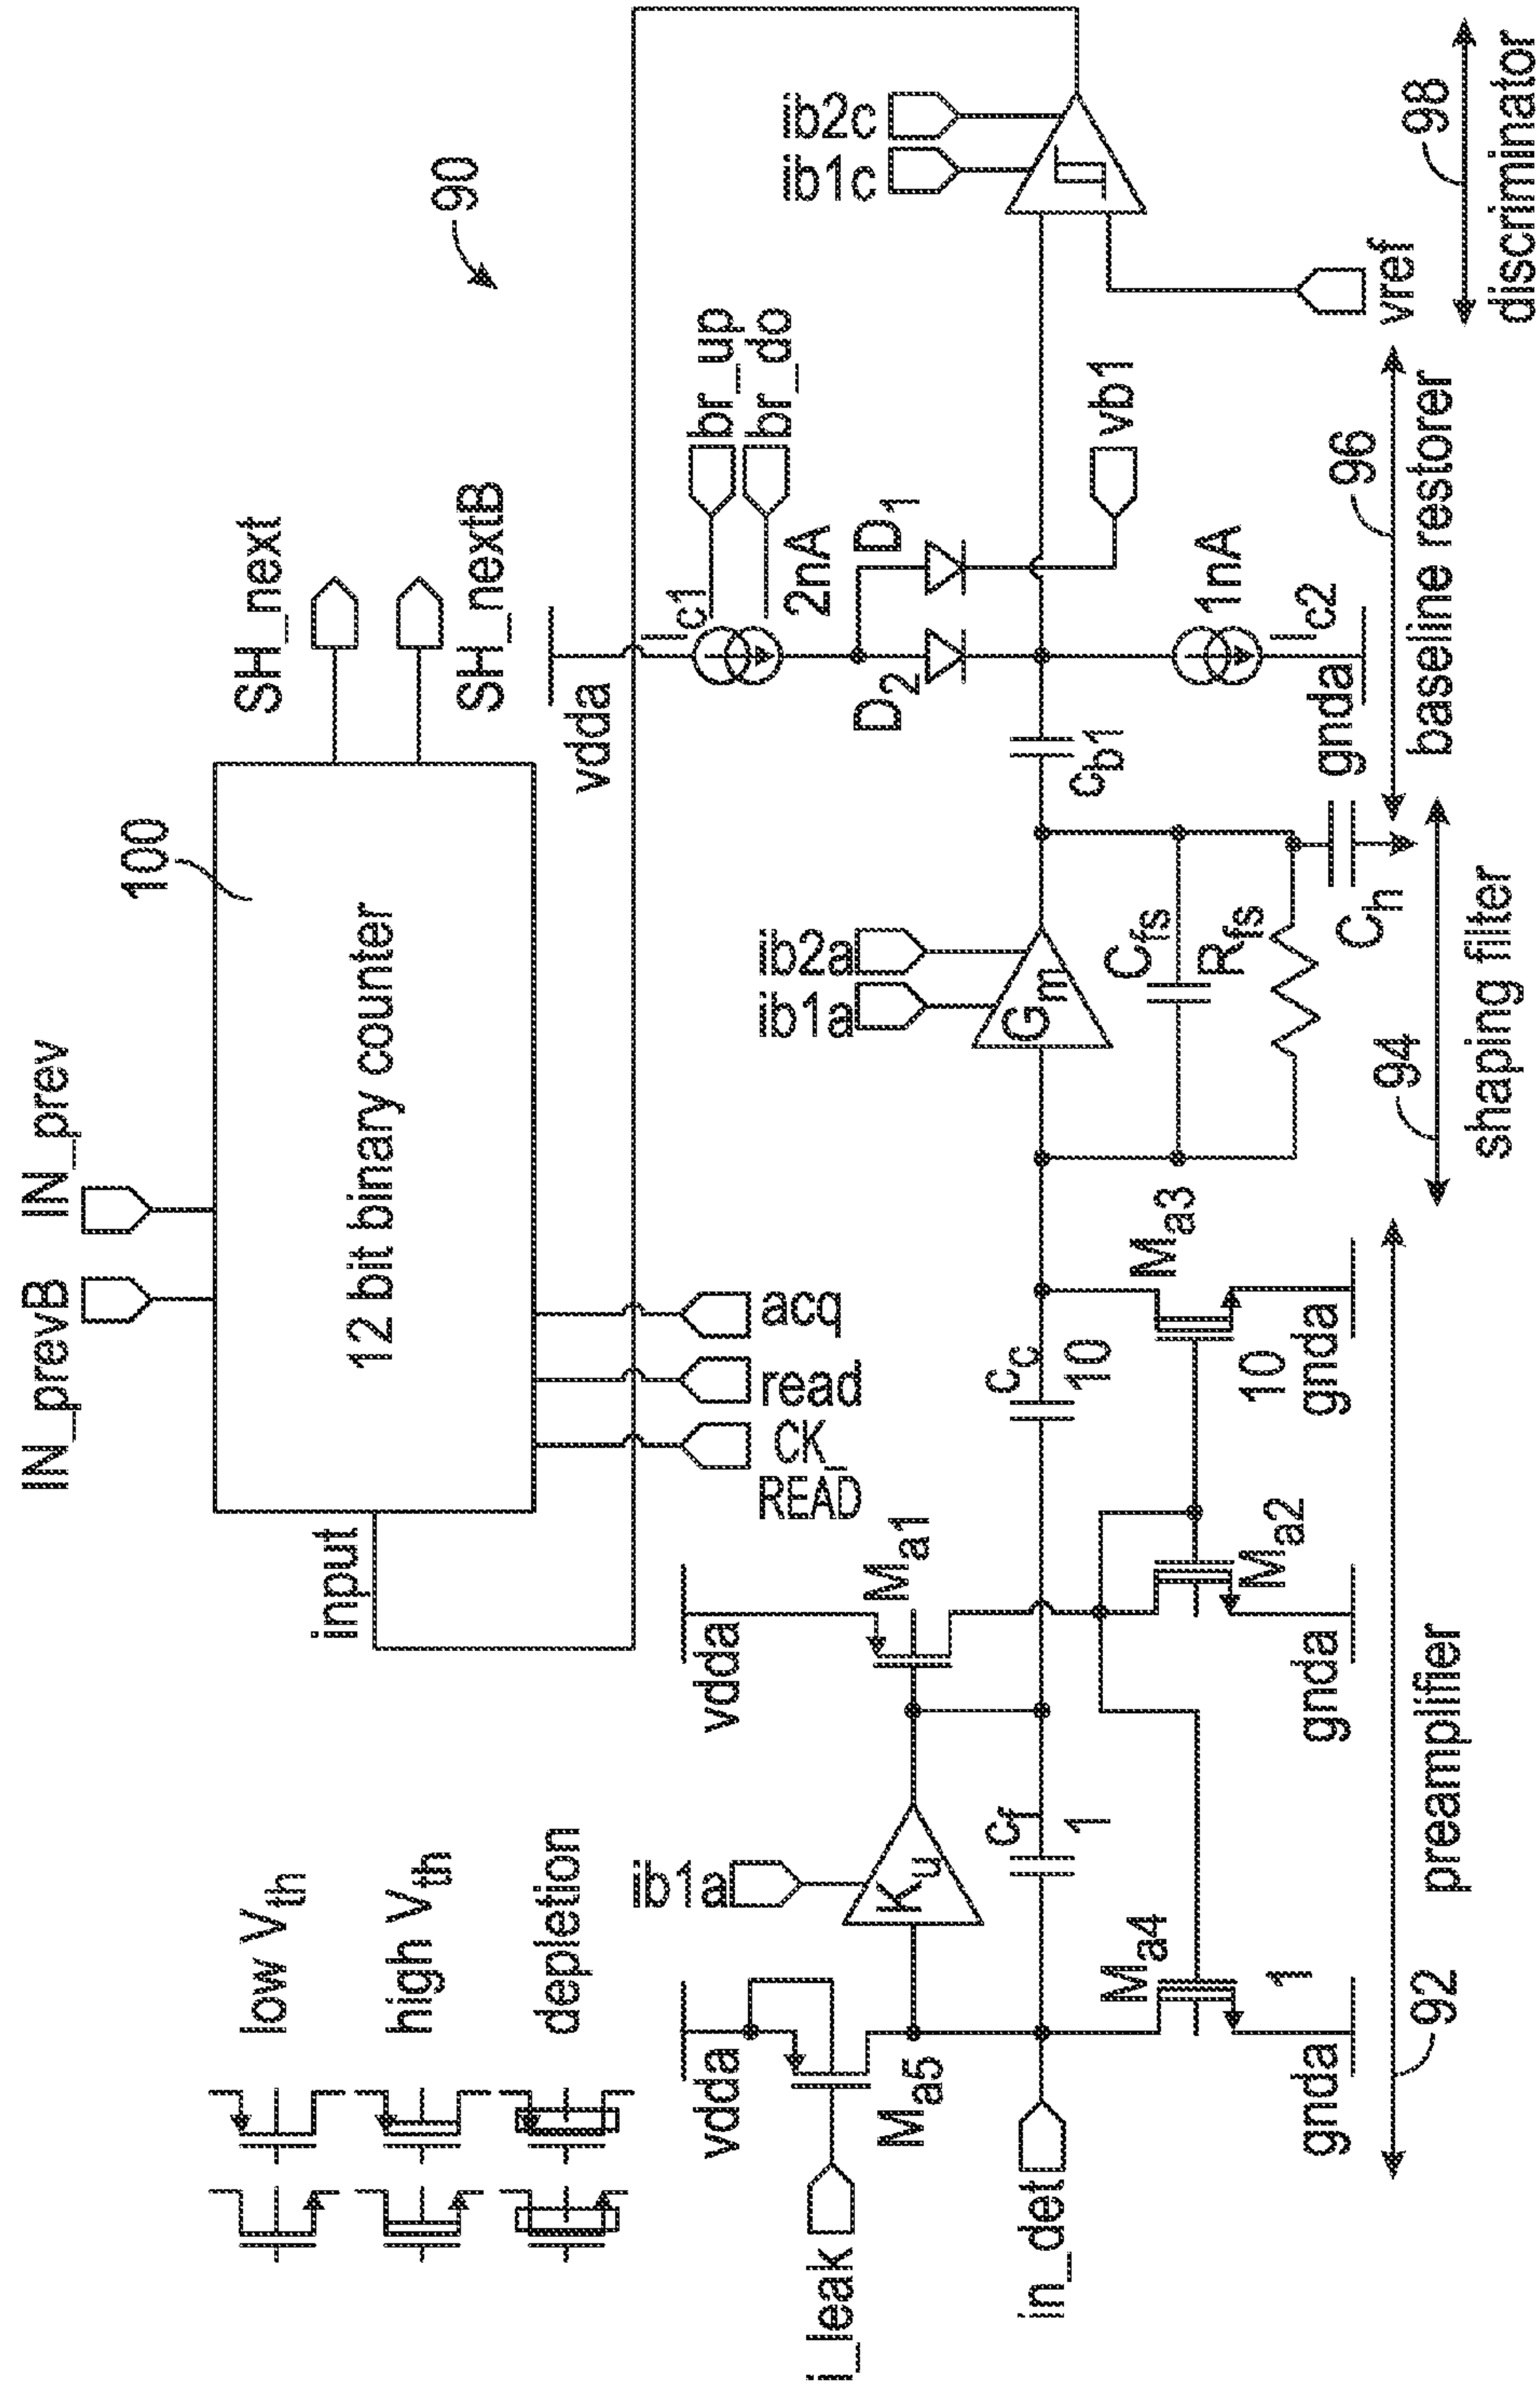 90
low Vth
high Vth
depletion
IN_prevB
IN_prev
100
12 bit binary counter
input
SH_next
SH_nextB
CK_
READ
read
acq
vdda
Ic1
br_up
br_do
2nA
D2
D1
vb1
1nA
Ic2
gnda
cb1
ib1c
ib2c
vref
i_leak
vdda
Ma5
in_det
ib1a
Ku
cf
1
Ma4
1
gnda
vdda
Ma1
Ma2
gnda
cc
10
Ma3
10
gnda
ib1a
ib2a
Gm
Cfs
Rfs
Ch
92
preamplifier
94
shaping filter
96
baseline restorer
98
discriminator